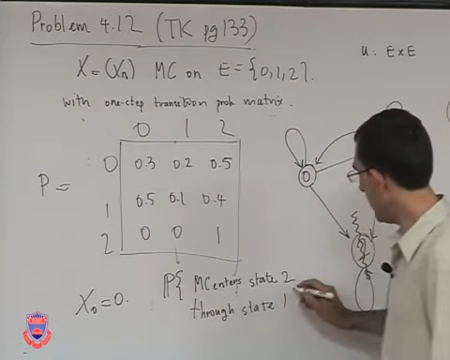 Problem 4.12 (TK pg 133)
u: E×E
X = (Xn) MC on E = {0,1,2}.
with one-step transition prob matrix.
0 1 2
0 0.3 0.2 0.5
P =
1 0.5 0.1 0.4
2 0 0 1
0
X₀ = 0.
P{ MC enters state 2
through state 1